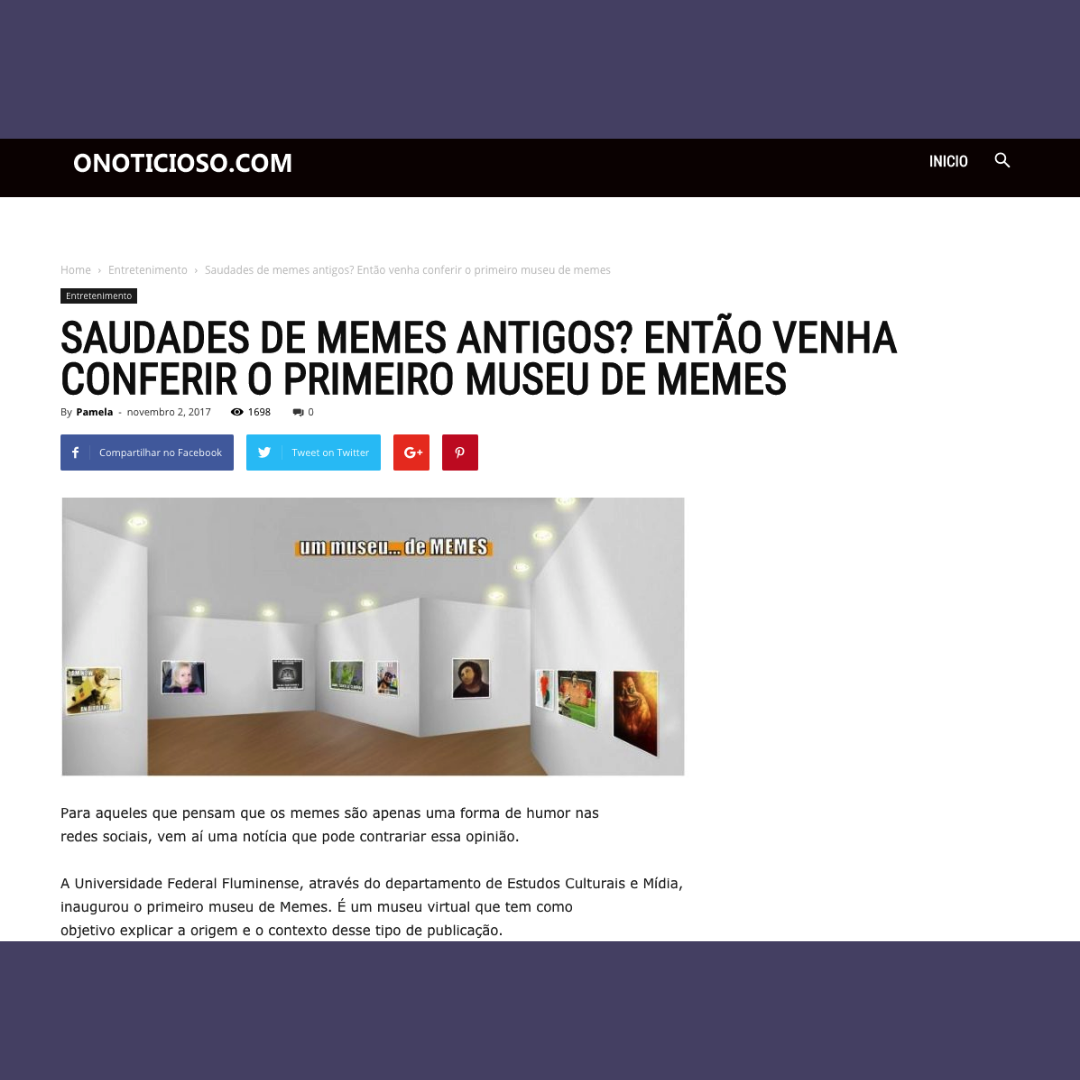 ONOTICIOSO.COM
INICIO
Home › Entretenimento › Saudades de memes antigos? Então venha conferir o primeiro museu de memes
Entretenimento
SAUDADES DE MEMES ANTIGOS? ENTÃO VENHA
CONFERIR O PRIMEIRO MUSEU DE MEMES
By Pamela - novembro 2, 2017 1698 0
Compartilhar no Facebook
Tweet on Twitter
G+
um museu... de MEMES
Para aqueles que pensam que os memes são apenas uma forma de humor nas
redes sociais, vem aí uma notícia que pode contrariar essa opinião.
A Universidade Federal Fluminense, através do departamento de Estudos Culturais e Mídia,
inaugurou o primeiro museu de Memes. É um museu virtual que tem como
objetivo explicar a origem e o contexto desse tipo de publicação.